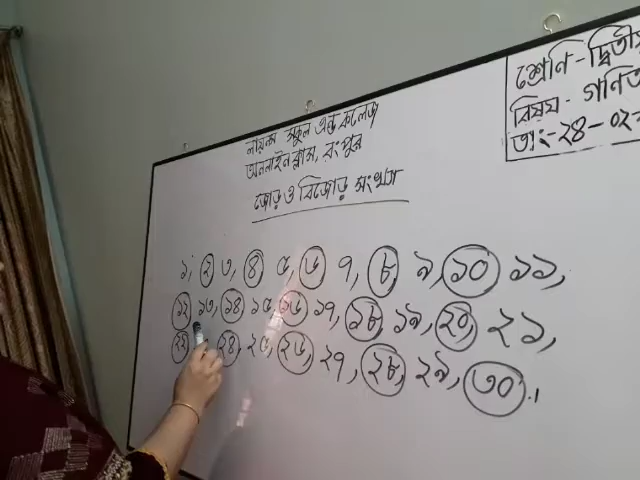 শ্রেণি - দ্বিতীয়
বিষয় - গণিত
তাং:- ২৪ - ০২
লায়ন্স স্কুল এন্ড কলেজ
অনলাইন ক্লাস, রংপুর
জোড় ও বিজোড় সংখ্যা
১, ২ ৩, ৪ ৫ ৬ ৭, ৮ ৯, ১০ ১১,
১২ ১৩, ১৪ ১৫ ১৬ ১৭, ১৮, ১৯, ২০, ২১,
২২ ২৪, ২৫, ২৬, ২৭, ২৮, ২৯, ৩০.।